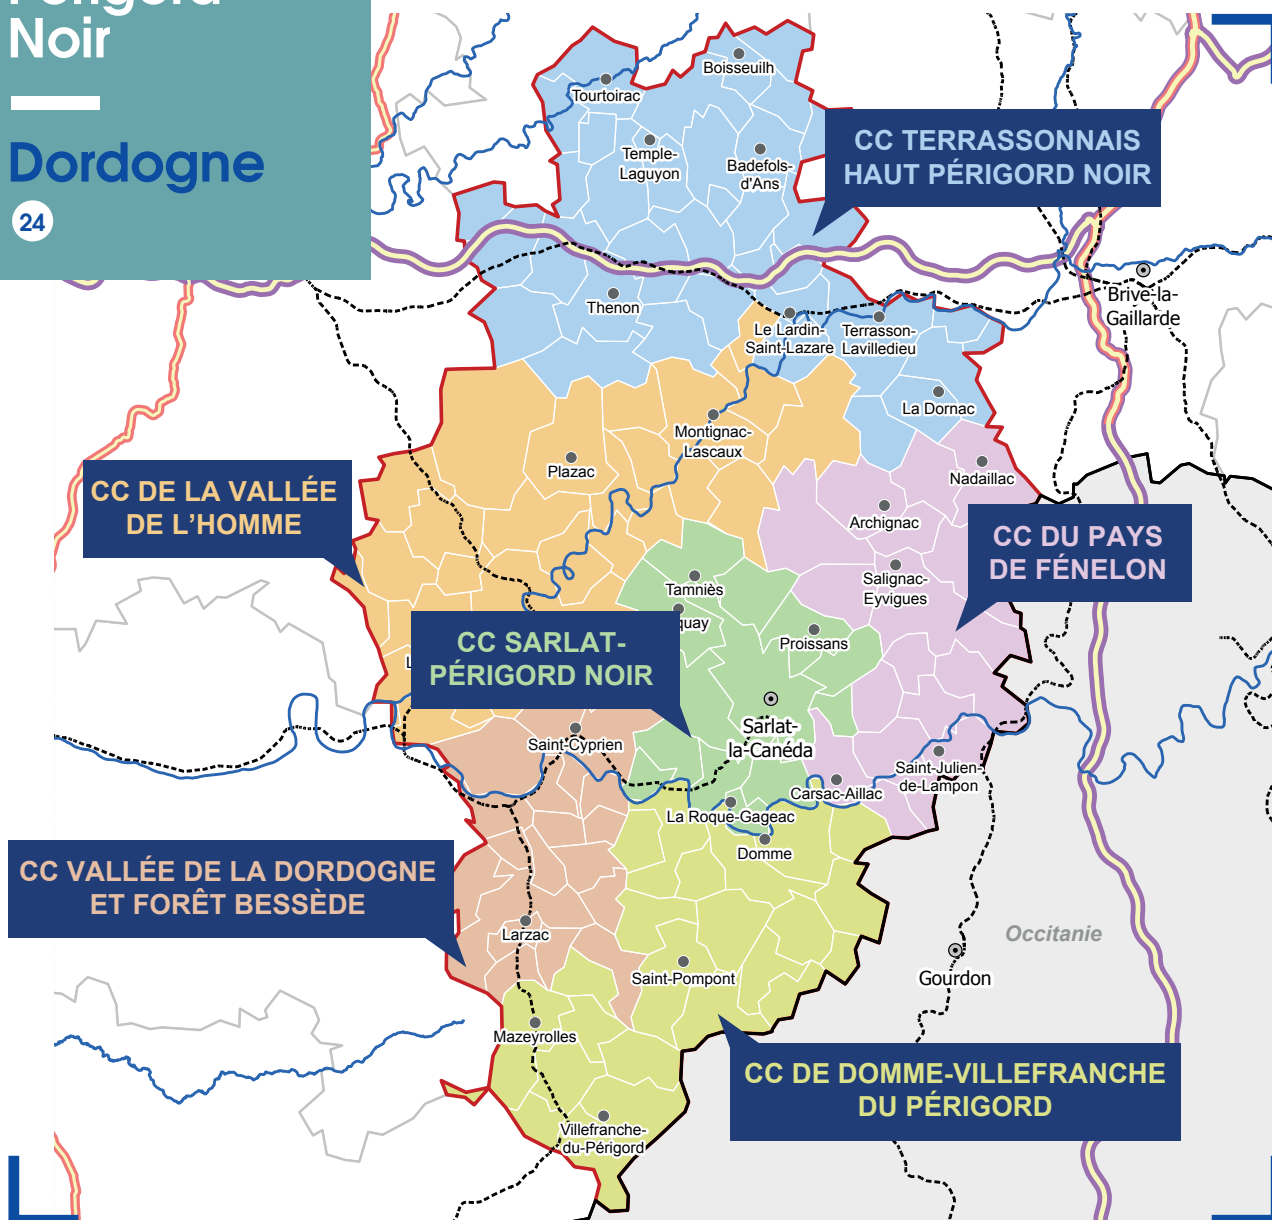 Noir
Dordogne
24
Boisseuilh
Tourtoirac
Temple-
Laguyon
Badefols-
d'Ans
CC TERRASSONNAIS
HAUT PÉRIGORD NOIR
Brive-la-
Gaillarde
Thenon
Le Lardin-
Saint-Lazare
Terrasson-
Lavilledieu
La Dornac
Montignac-
Lascaux
Plazac
Nadaillac
CC DE LA VALLÉE
DE L'HOMME
Archignac
CC DU PAYS
DE FÉNELON
Salignac-
Eyvigues
Tamniès
quay
Proissans
CC SARLAT-
PÉRIGORD NOIR
L
Sarlat-
la-Canéda
Saint-Cyprien
Saint-Julien-
de-Lampon
Carsac-Aillac
La Roque-Gageac
Domme
CC VALLÉE DE LA DORDOGNE
ET FORÊT BESSÈDE
Larzac
Occitanie
Saint-Pompont
Gourdon
Mazeyrolles
CC DE DOMME-VILLEFRANCHE
DU PÉRIGORD
Villefranche-
du-Périgord